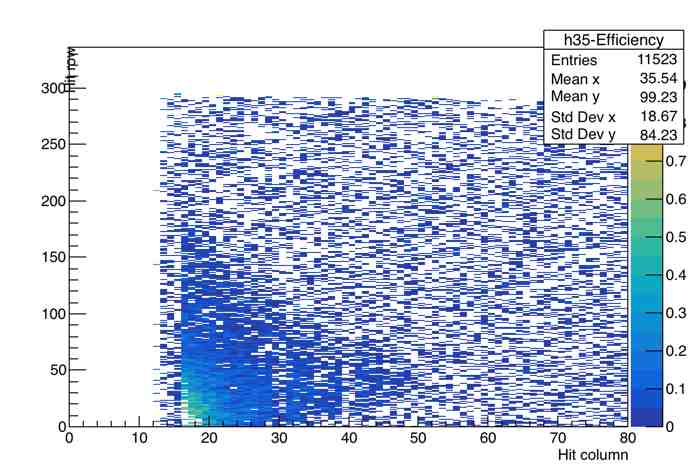 h35-Efficiency
Entries 11523
Mean x 35.54
Mean y 99.23
Std Dev x 18.67
Std Dev y 84.23
Hit row
300
250
200
150
100
50
0
0 10 20 30 40 50 60 70 80
Hit column
0.7
0.6
0.5
0.4
0.3
0.2
0.1
0